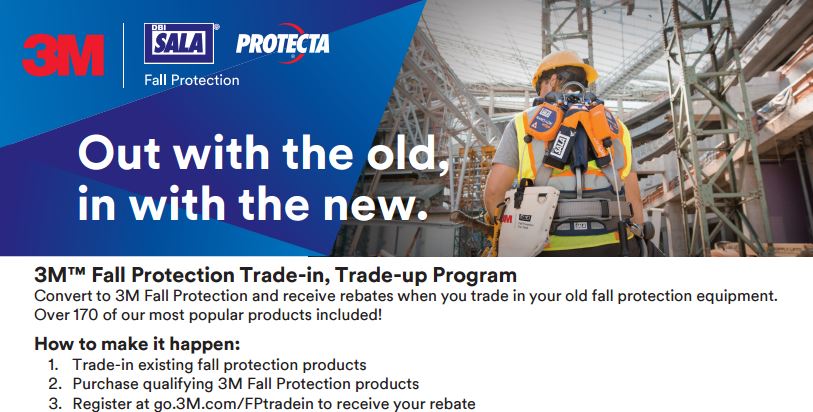 3M
DBI
SALA®
PROTECTA®
Fall Protection
Out with the old,
in with the new.
SALA
3M
3M™ Fall Protection Trade-in, Trade-up Program
Convert to 3M Fall Protection and receive rebates when you trade in your old fall protection equipment.
Over 170 of our most popular products included!
How to make it happen:
1. Trade-in existing fall protection products
2. Purchase qualifying 3M Fall Protection products
3. Register at go.3M.com/FPtradein to receive your rebate